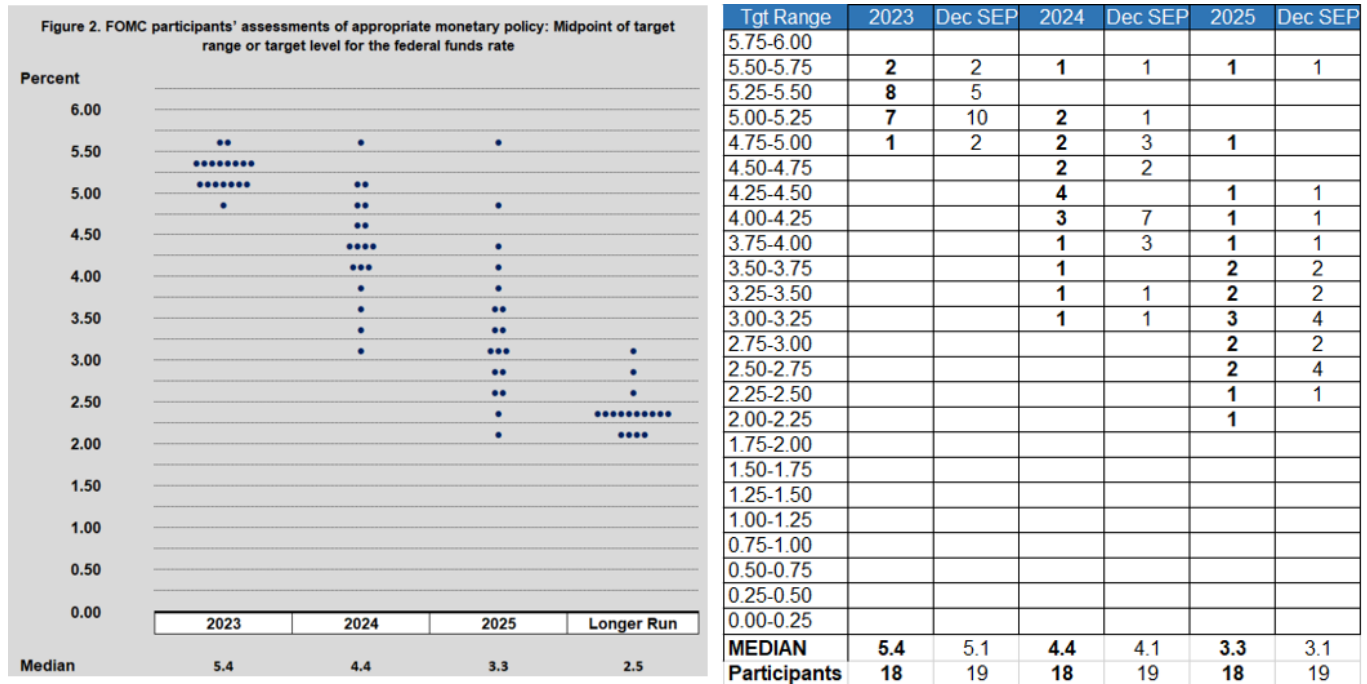 Figure 2. FOMC participants' assessments of appropriate monetary policy: Midpoint of target
range or target level for the federal funds rate
Percent
6.00
5.50
5.00
4.50
4.00
3.50
3.00
2.50
2.00
1.50
1.00
0.50
0.00
2023 2024 2025 Longer Run
Median 5.4 4.4 3.3 2.5
Tgt Range 2023 Dec SEP 2024 Dec SEP 2025 Dec SEP
5.75-6.00
5.50-5.75 2 2 1 1 1 1
5.25-5.50 8 5
5.00-5.25 7 10 2 1
4.75-5.00 1 2 2 3 1
4.50-4.75 2 2
4.25-4.50 4 1 1
4.00-4.25 3 7 1 1
3.75-4.00 1 3 1 1
3.50-3.75 1 2 2
3.25-3.50 1 1 2 2
3.00-3.25 1 1 3 4
2.75-3.00 2 2
2.50-2.75 2 4
2.25-2.50 1 1
2.00-2.25 1
1.75-2.00
1.50-1.75
1.25-1.50
1.00-1.25
0.75-1.00
0.50-0.75
0.25-0.50
0.00-0.25
MEDIAN 5.4 5.1 4.4 4.1 3.3 3.1
Participants 18 19 18 19 18 19